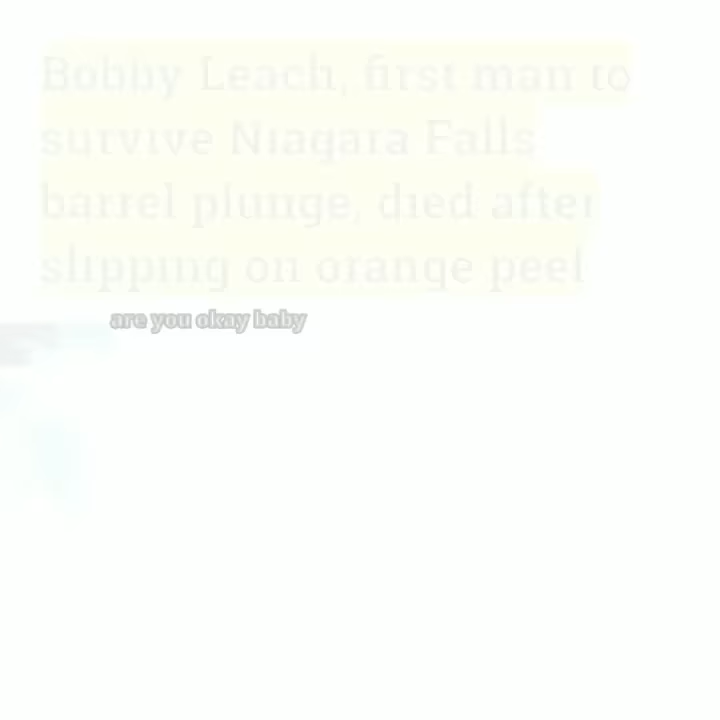 Bobby Leach, first man to
survive Niagara Falls
barrel plunge, died after
slipping on orange peel
are you okay baby